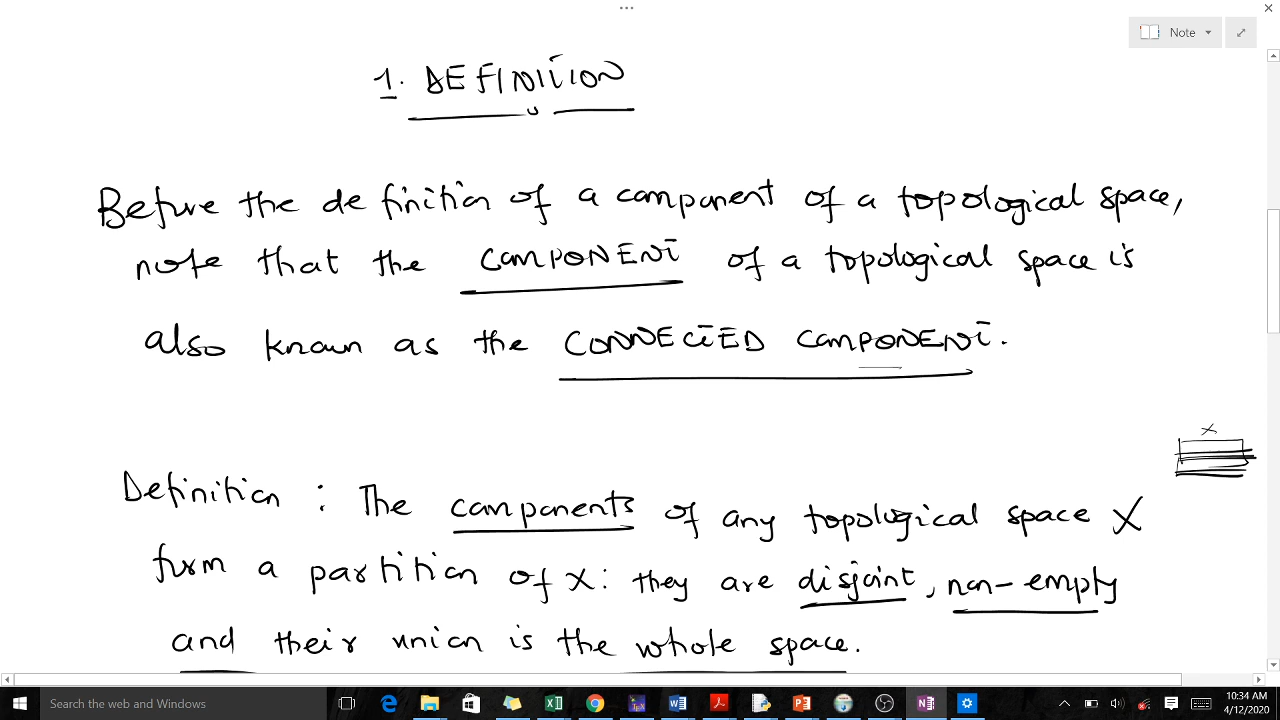 Note
1. DEFINITION
Before the definition of a component of a topological space,
note that the COMPONENT of a topological space is
also known as the CONNECTED COMPONENT.
X
Definition : The components of any topological space X
form a partition of X: they are disjoint, non-empty
and their union is the whole space.
Search the web and Windows
10:34 AM
4/12/2020